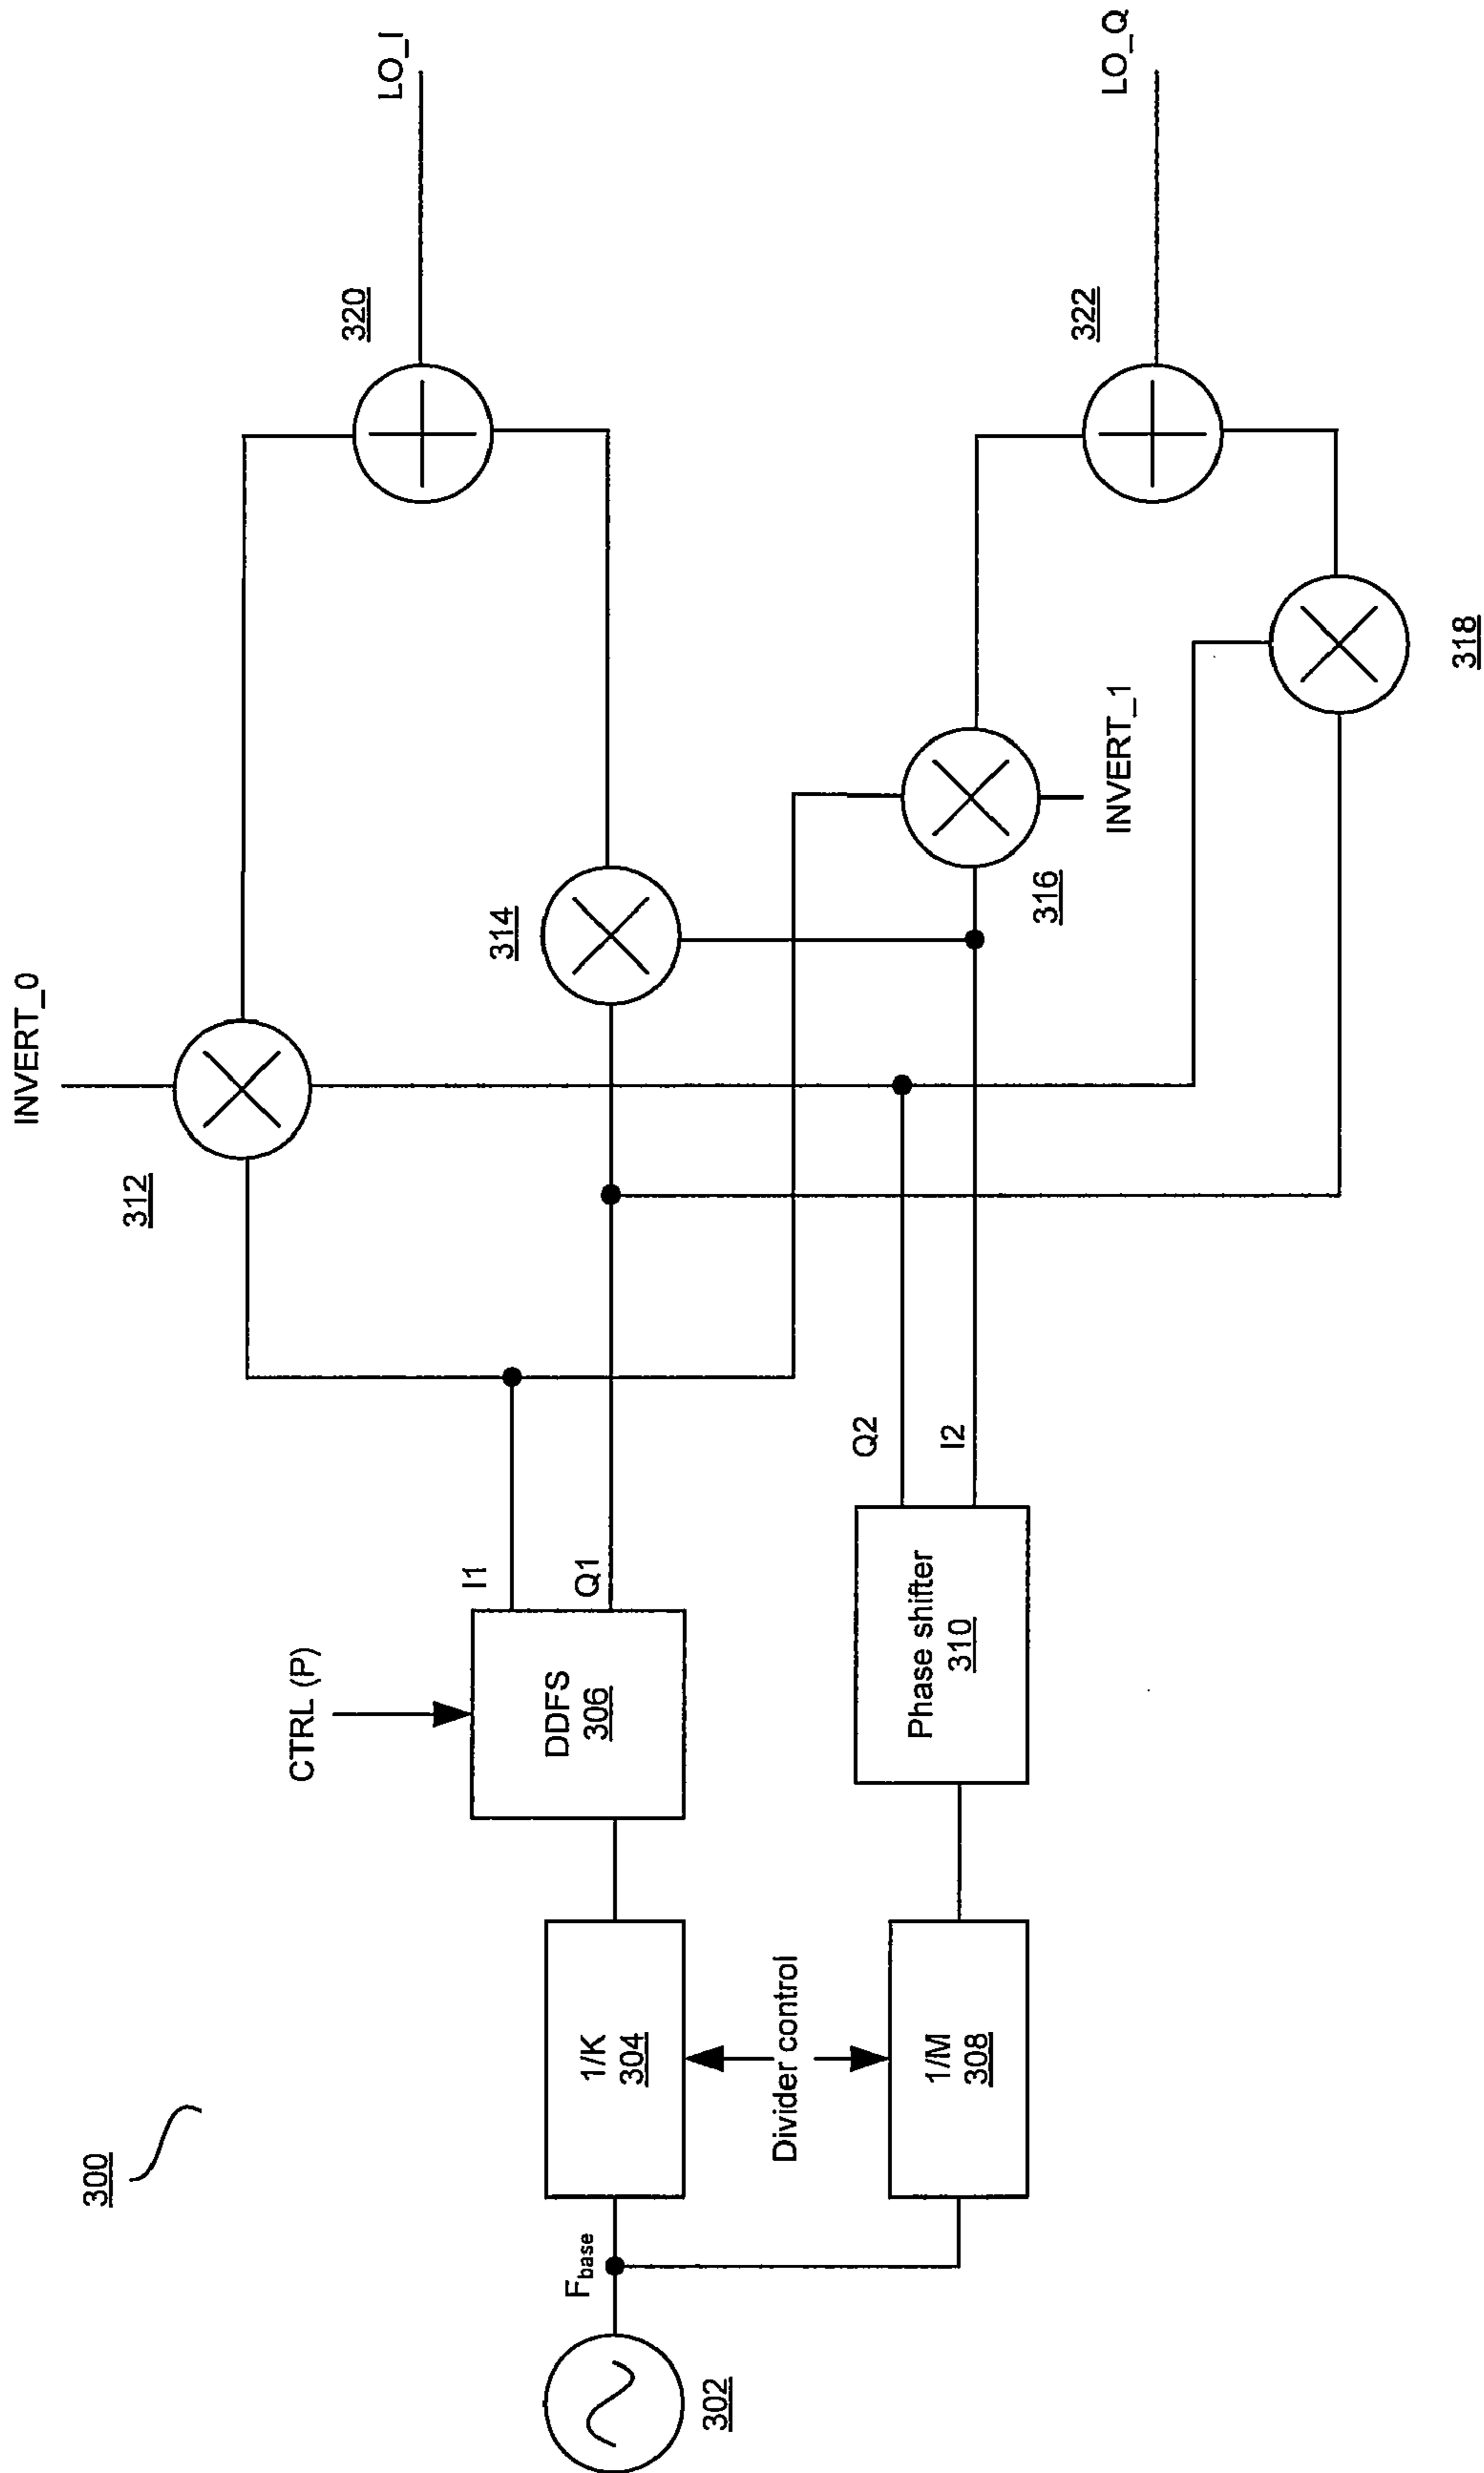 300
302
F_base
1/K
304
Divider control
1/M
308
CTRL (P)
DDFS
306
I1
Q1
Phase shifter
310
Q2
I2
INVERT_0
312
314
316
INVERT_1
318
320
LO_I
322
LO_Q